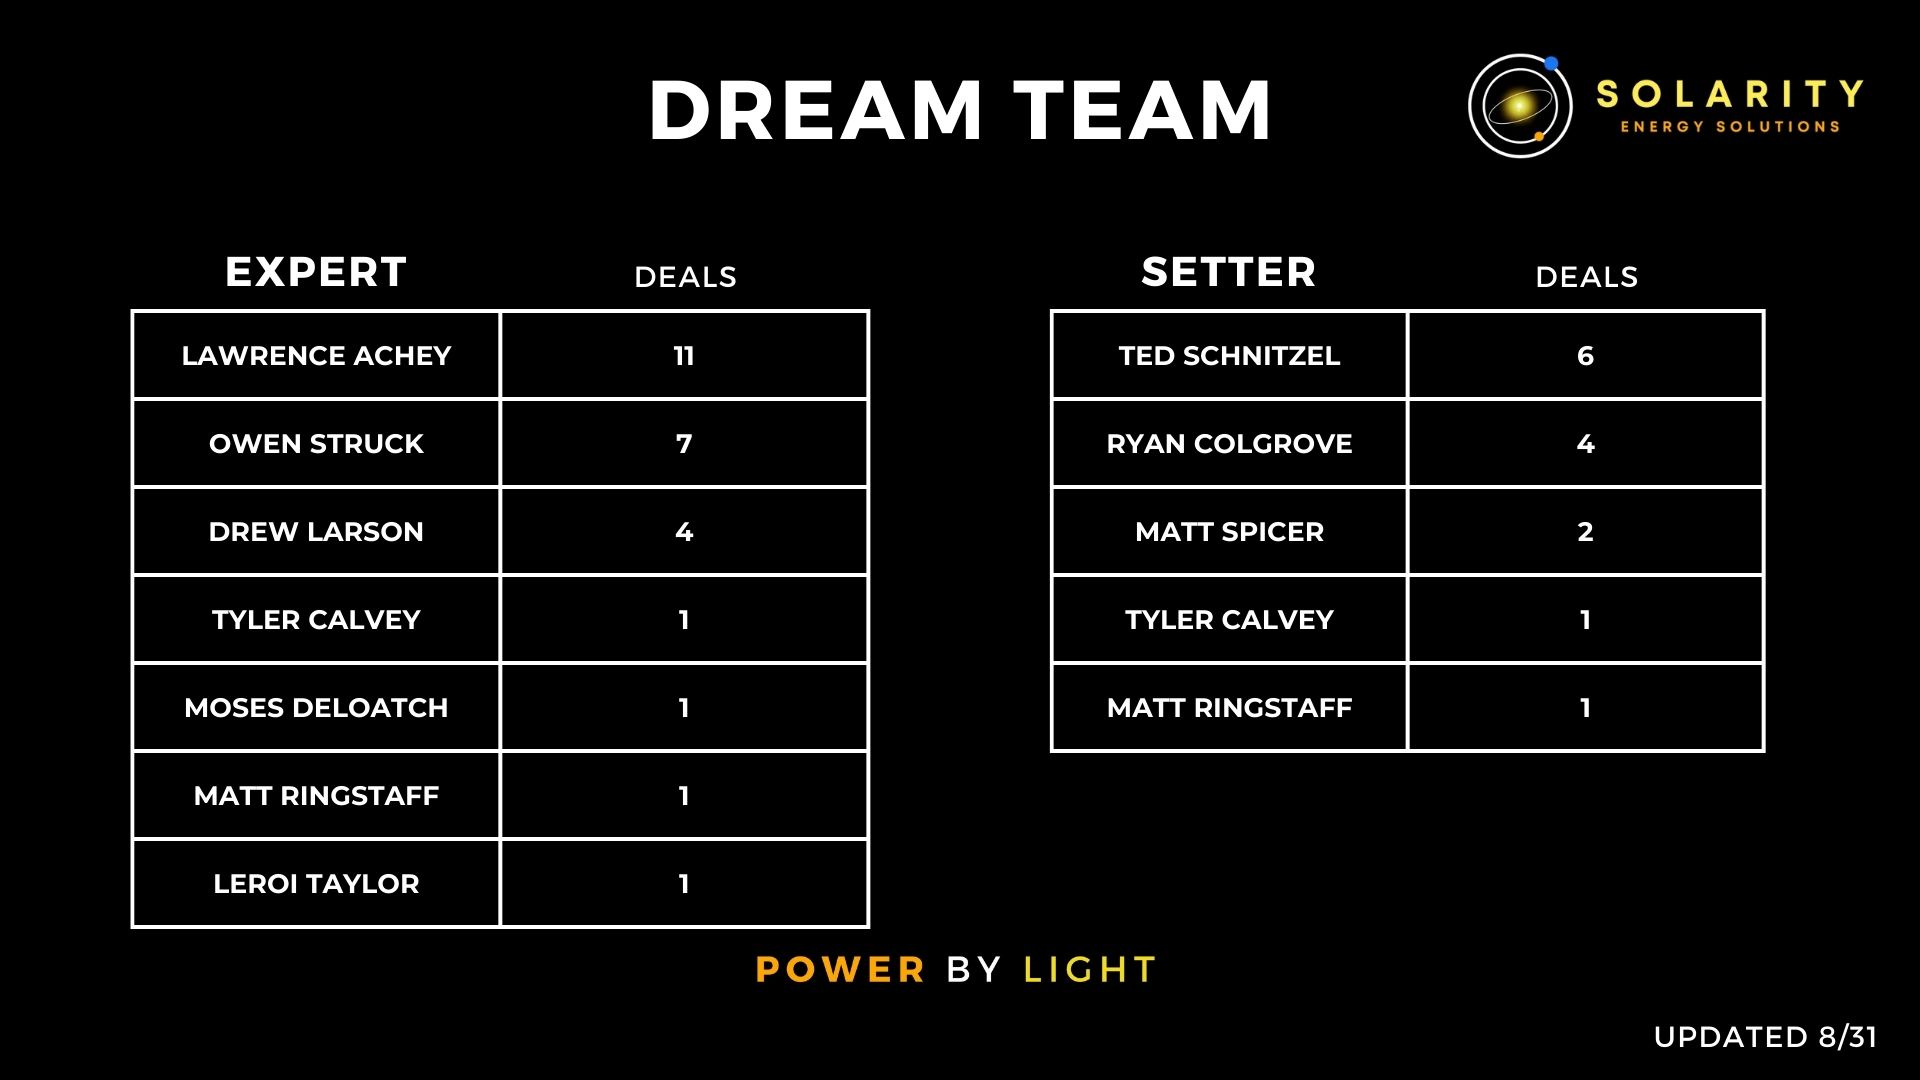 DREAM TEAM
SOLARITY
ENERGY SOLUTIONS
EXPERT DEALS
LAWRENCE ACHEY 11
OWEN STRUCK 7
DREW LARSON 4
TYLER CALVEY 1
MOSES DELOATCH 1
MATT RINGSTAFF 1
LEROI TAYLOR 1
SETTER DEALS
TED SCHNITZEL 6
RYAN COLGROVE 4
MATT SPICER 2
TYLER CALVEY 1
MATT RINGSTAFF 1
POWER BY LIGHT
UPDATED 8/31